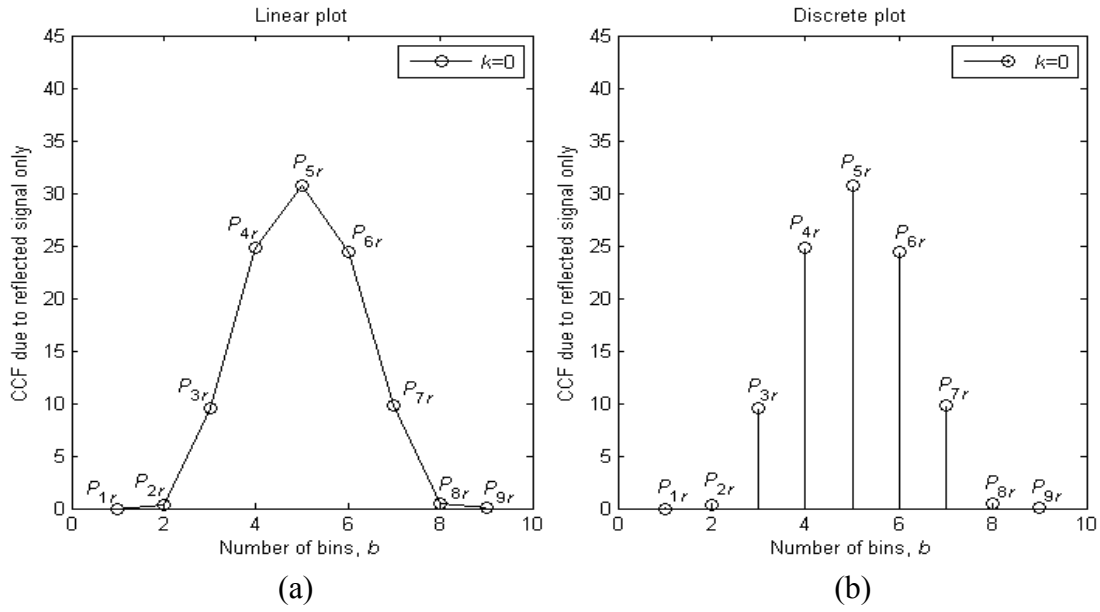 Linear plot
CCF due to reflected signal only
45
40
35
30
25
20
15
10
5
0
k=0
P1r
P2r
P3r
P4r
P5r
P6r
P7r
P8r
P9r
0 2 4 6 8 10
Number of bins, b
(a)
Discrete plot
CCF due to reflected signal only
45
40
35
30
25
20
15
10
5
0
k=0
P1r
P2r
P3r
P4r
P5r
P6r
P7r
P8r
P9r
0 2 4 6 8 10
Number of bins, b
(b)